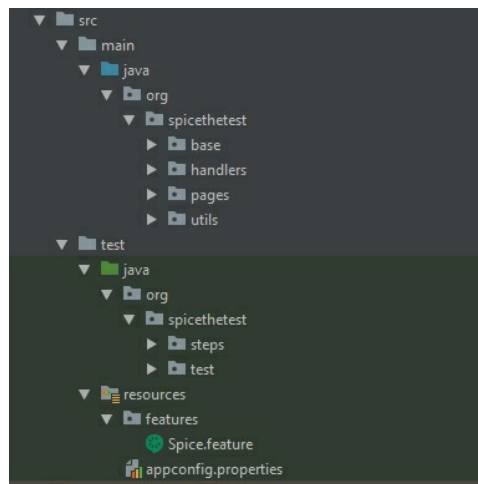 src
main
java
org
spicethetest
base
handlers
pages
utils
test
java
org
spicethetest
steps
test
resources
features
Spice.feature
appconfig.properties